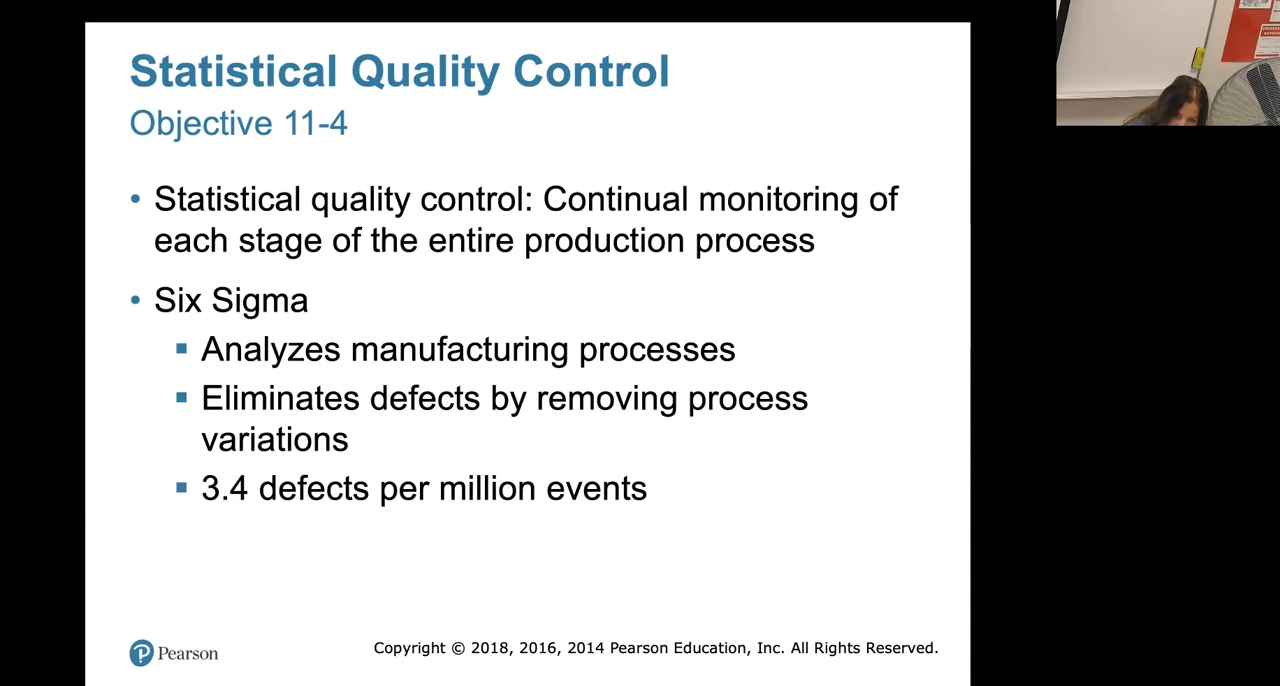 Statistical Quality Control
Objective 11-4
• Statistical quality control: Continual monitoring of
each stage of the entire production process
• Six Sigma
▪ Analyzes manufacturing processes
▪ Eliminates defects by removing process
variations
▪ 3.4 defects per million events
Pearson
Copyright © 2018, 2016, 2014 Pearson Education, Inc. All Rights Reserved.